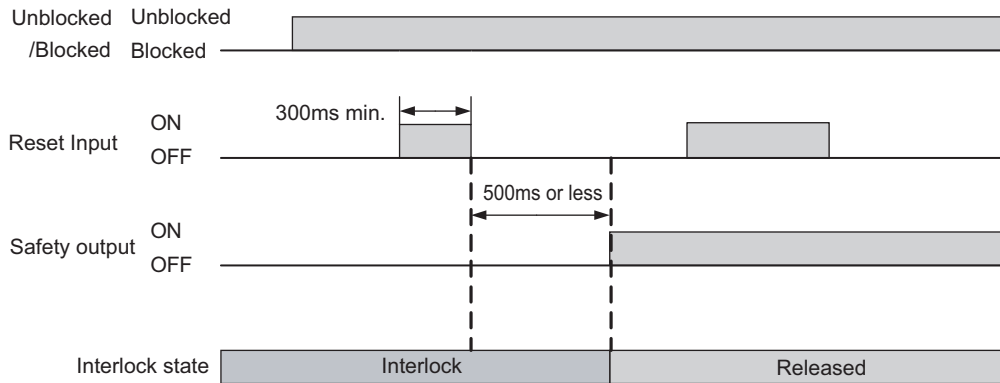 Unblocked /Blocked
Unblocked
Blocked
300ms min.
Reset Input
ON
OFF
500ms or less
Safety output
ON
OFF
Interlock state
Interlock
Released